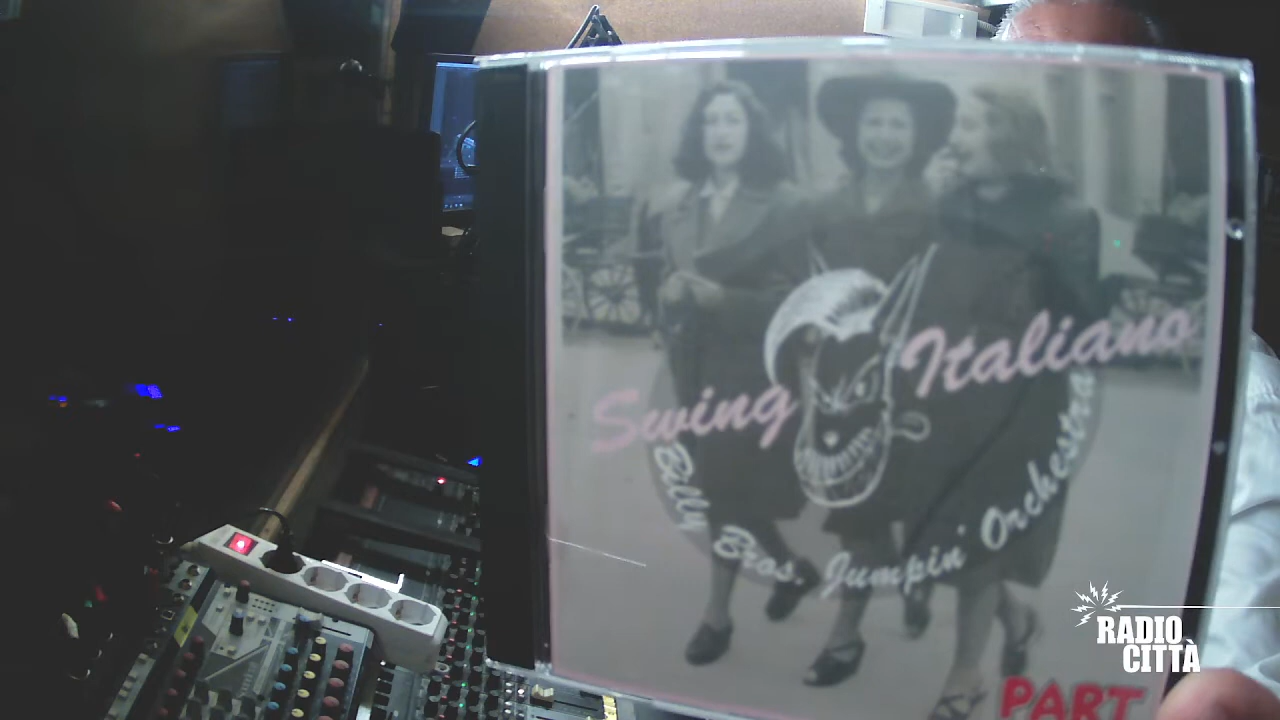 Swing Italiano
Billy Bros. Jumpin' Orchestra
PART
RADIO
CITTÀ